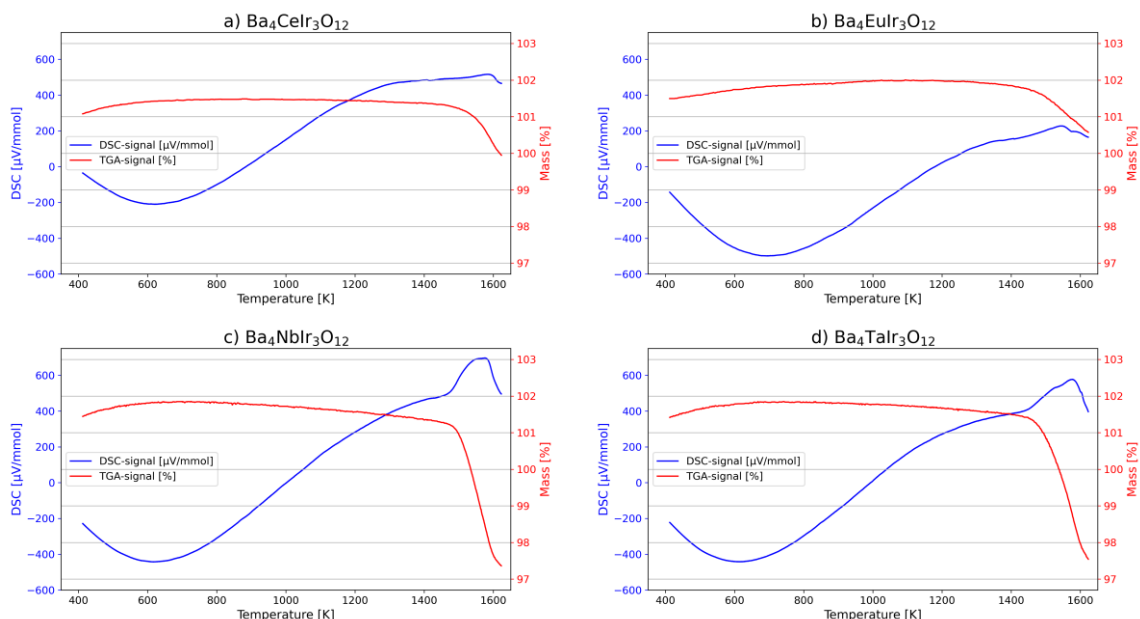 a) Ba₄CeIr₃O₁₂
DSC [µV/mmol]
600
400
200
0
−200
−400
−600
DSC-signal [µV/mmol]
TGA-signal [%]
103
102
101
100
99
98
97
Mass [%]
400 600 800 1000 1200 1400 1600
Temperature [K]
b) Ba₄EuIr₃O₁₂
DSC [µV/mmol]
600
400
200
0
−200
−400
−600
DSC-signal [µV/mmol]
TGA-signal [%]
103
102
101
100
99
98
97
Mass [%]
400 600 800 1000 1200 1400 1600
Temperature [K]
c) Ba₄NbIr₃O₁₂
DSC [µV/mmol]
600
400
200
0
−200
−400
−600
DSC-signal [µV/mmol]
TGA-signal [%]
103
102
101
100
99
98
97
Mass [%]
400 600 800 1000 1200 1400 1600
Temperature [K]
d) Ba₄TaIr₃O₁₂
DSC [µV/mmol]
600
400
200
0
−200
−400
−600
DSC-signal [µV/mmol]
TGA-signal [%]
103
102
101
100
99
98
97
Mass [%]
400 600 800 1000 1200 1400 1600
Temperature [K]